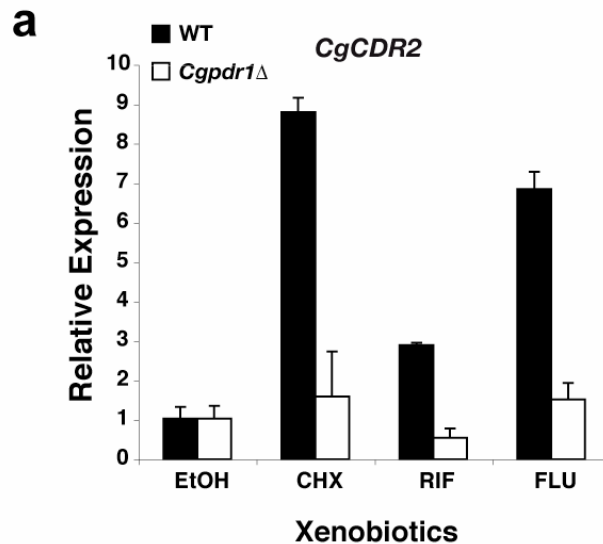 a
WT
Cgpdr1Δ
CgCDR2
Relative Expression
10
9
8
7
6
5
4
3
2
1
0
EtOH CHX RIF FLU
Xenobiotics